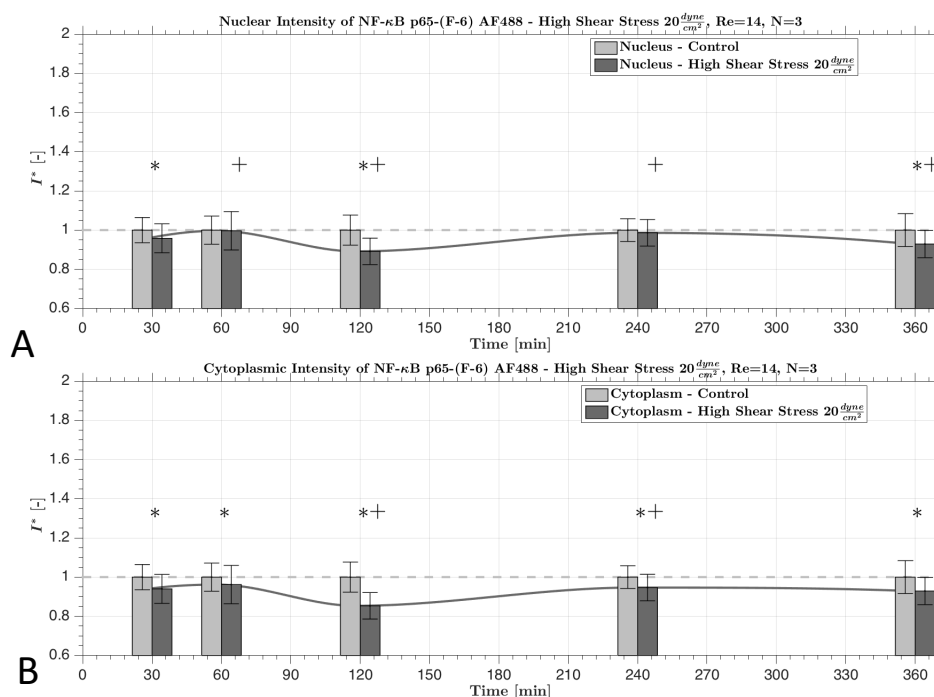 Nuclear Intensity of NF-κB p65-(F-6) AF488 - High Shear Stress 20 dyne/cm², Re=14, N=3
2
Nucleus - Control
Nucleus - High Shear Stress 20 dyne/cm²
1.8
1.6
1.4
* + *+ + *+
I* [-]
1.2
1
0.8
0.6
0 30 60 90 120 150 180 210 240 270 300 330 360
Time [min]
A
Cytoplasmic Intensity of NF-κB p65-(F-6) AF488 - High Shear Stress 20 dyne/cm², Re=14, N=3
2
Cytoplasm - Control
Cytoplasm - High Shear Stress 20 dyne/cm²
1.8
1.6
1.4
* * *+ *+ *
I* [-]
1.2
1
0.8
0.6
0 30 60 90 120 150 180 210 240 270 300 330 360
Time [min]
B